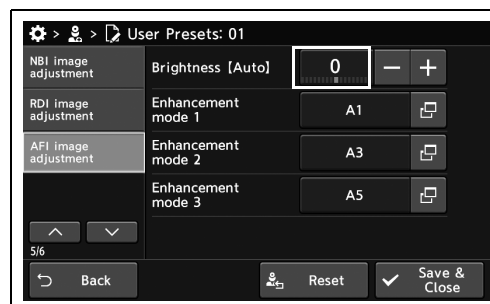 > > User Presets: 01
NBI image
adjustment
RDI image
adjustment
AFI image
adjustment
5/6
Brightness [Auto]
0
− +
Enhancement
mode 1
A1
Enhancement
mode 2
A3
Enhancement
mode 3
A5
Back
Reset
Save &
Close